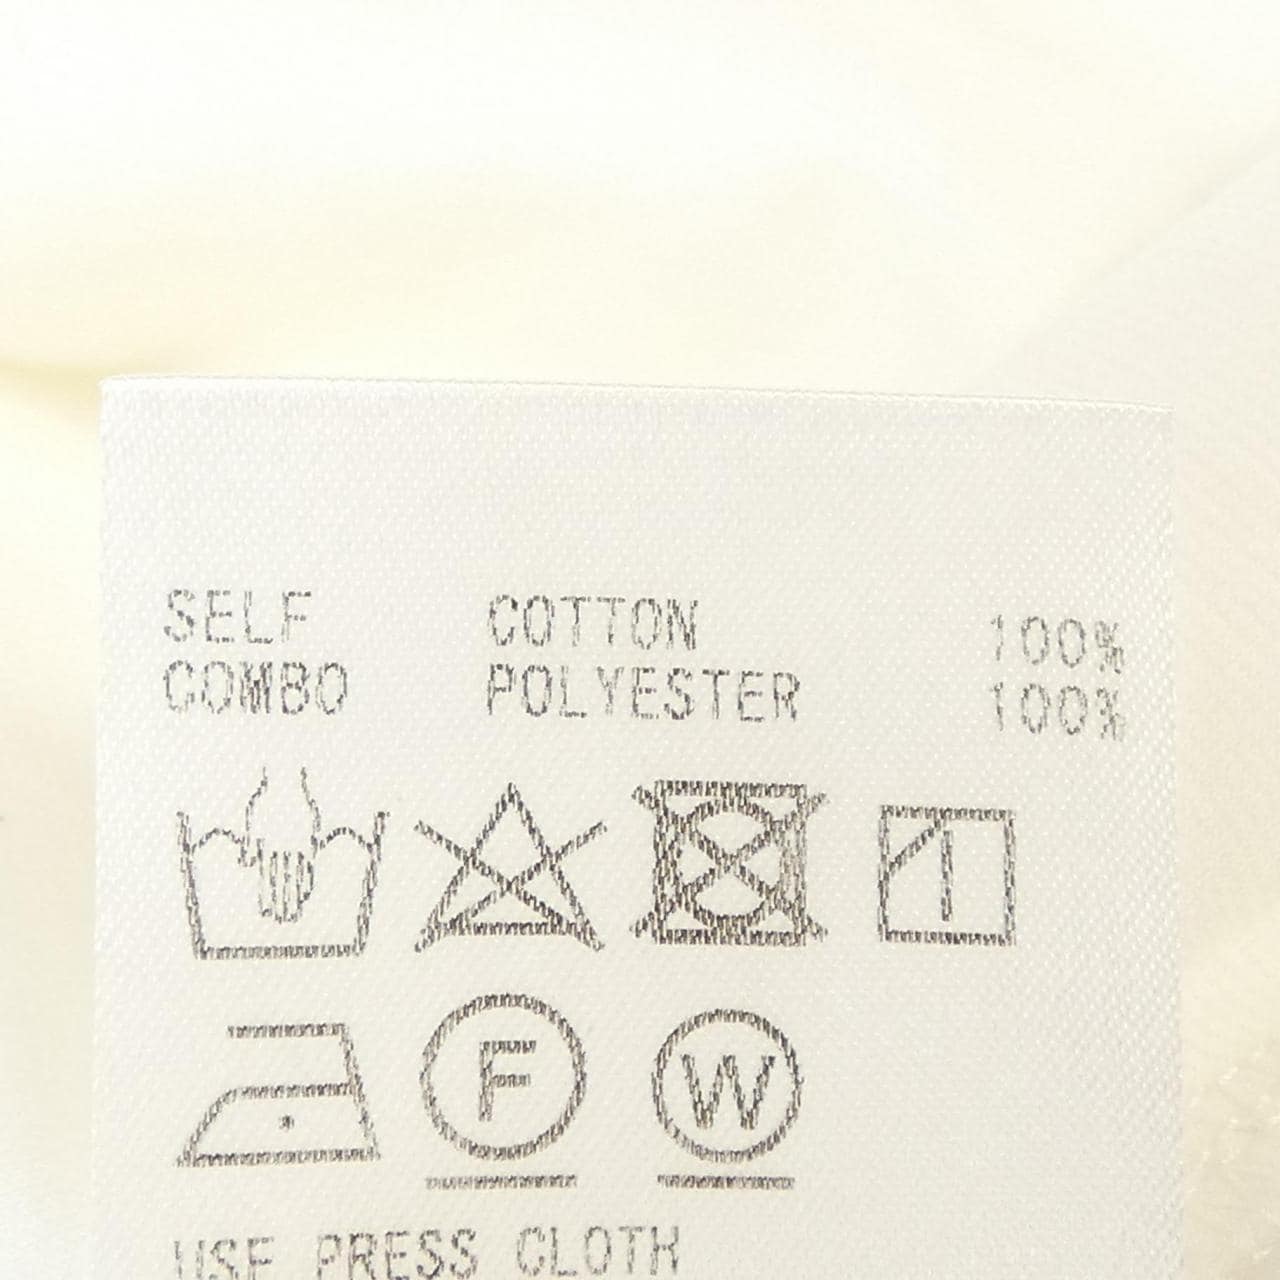 SELF COTTON 100%
COMBO POLYESTER 100%
F W
USE PRESS CLOTH